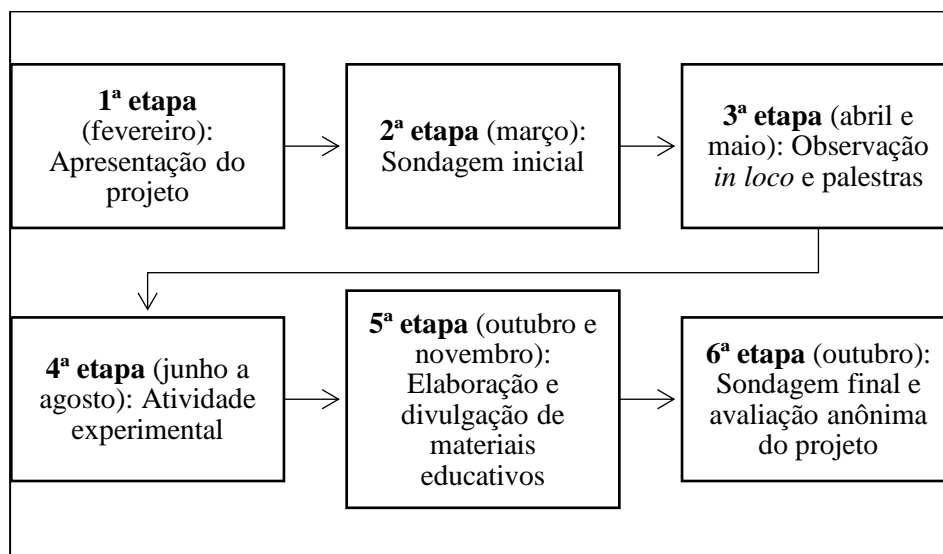 1ª etapa
(fevereiro):
Apresentação do
projeto
2ª etapa (março):
Sondagem inicial
3ª etapa (abril e
maio): Observação
in loco e palestras
4ª etapa (junho a
agosto): Atividade
experimental
5ª etapa (outubro e
novembro):
Elaboração e
divulgação de
materiais
educativos
6ª etapa (outubro):
Sondagem final e
avaliação anônima
do projeto